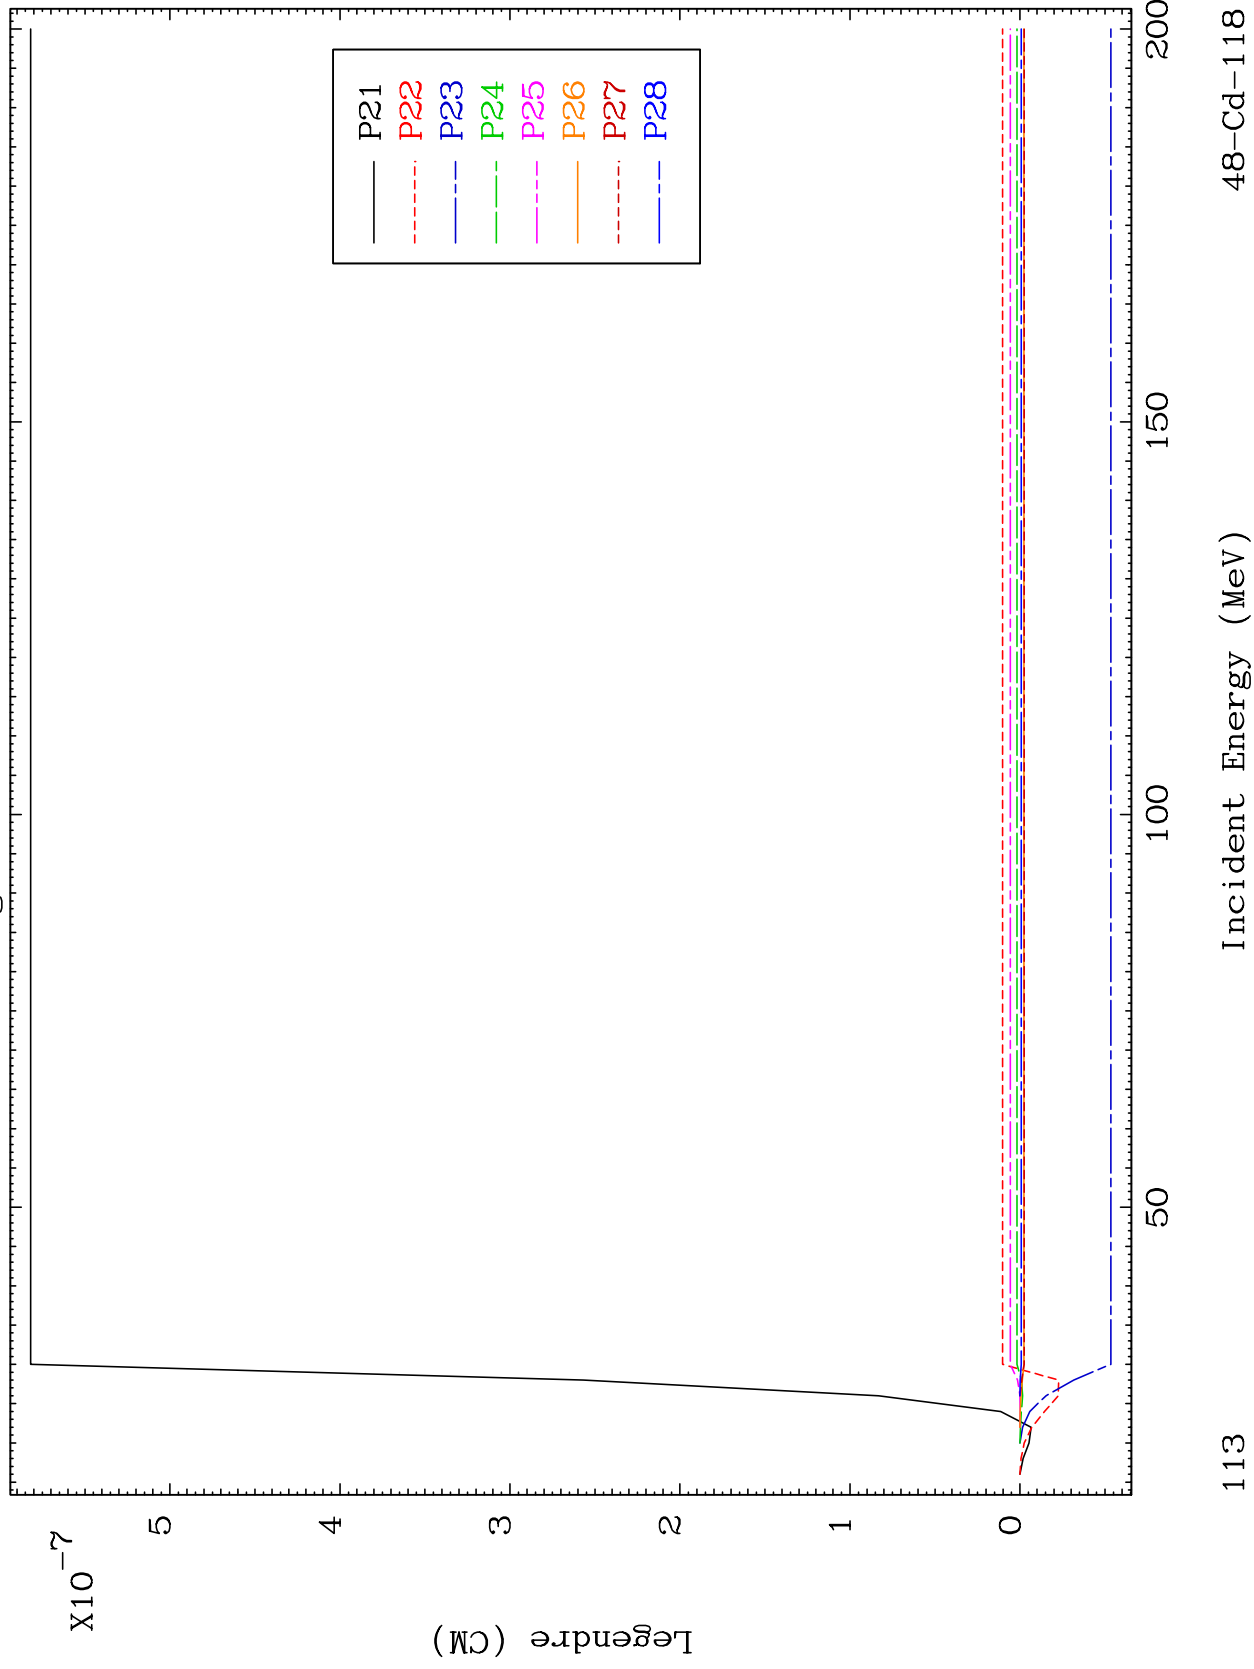 X10⁻⁷
Legendre (CM)
5
4
3
2
1
0
P21
P22
P23
P24
P25
P26
P27
P28
50
100
150
200
113
Incident Energy (MeV)
48-Cd-118